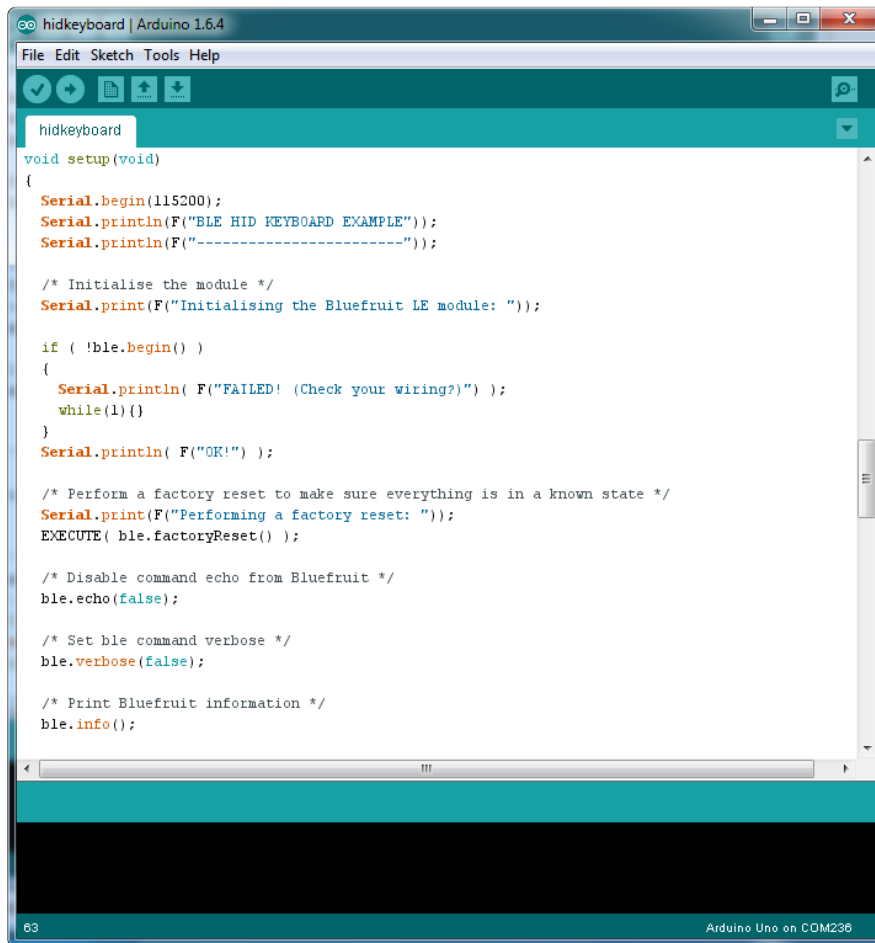 hidkeyboard | Arduino 1.6.4
File Edit Sketch Tools Help
hidkeyboard
void setup(void)
{
  Serial.begin(115200);
  Serial.println(F("BLE HID KEYBOARD EXAMPLE"));
  Serial.println(F("------------------------"));

  /* Initialise the module */
  Serial.print(F("Initialising the Bluefruit LE module: "));

  if ( !ble.begin() )
  {
    Serial.println( F("FAILED! (Check your wiring?)") );
    while(1){}
  }
  Serial.println( F("OK!") );

  /* Perform a factory reset to make sure everything is in a known state */
  Serial.print(F("Performing a factory reset: "));
  EXECUTE( ble.factoryReset() );

  /* Disable command echo from Bluefruit */
  ble.echo(false);

  /* Set ble command verbose */
  ble.verbose(false);

  /* Print Bluefruit information */
  ble.info();
63
Arduino Uno on COM236